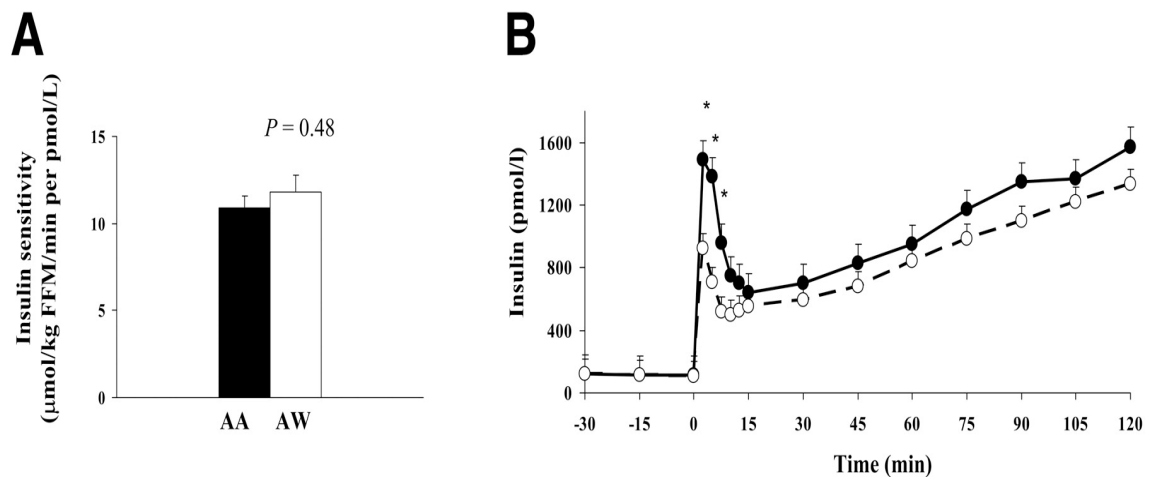 A
B
Insulin sensitivity
(μmol/kg FFM/min per pmol/L)
15
10
5
0
P = 0.48
AA AW
Insulin (pmol/l)
1600
1200
800
400
0
*
*
*
-30 -15 0 15 30 45 60 75 90 105 120
Time (min)